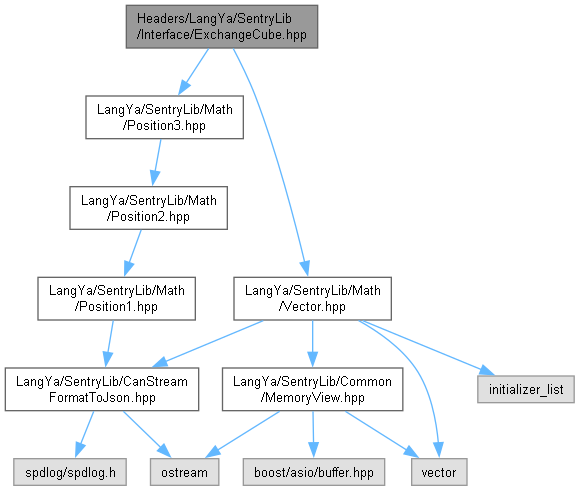 Headers/LangYa/SentryLib
/Interface/ExchangeCube.hpp
LangYa/SentryLib/Math
/Position3.hpp
LangYa/SentryLib/Math
/Position2.hpp
LangYa/SentryLib/Math
/Position1.hpp
LangYa/SentryLib/Math
/Vector.hpp
LangYa/SentryLib/CanStream
FormatToJson.hpp
LangYa/SentryLib/Common
/MemoryView.hpp
initializer_list
spdlog/spdlog.h
ostream
boost/asio/buffer.hpp
vector